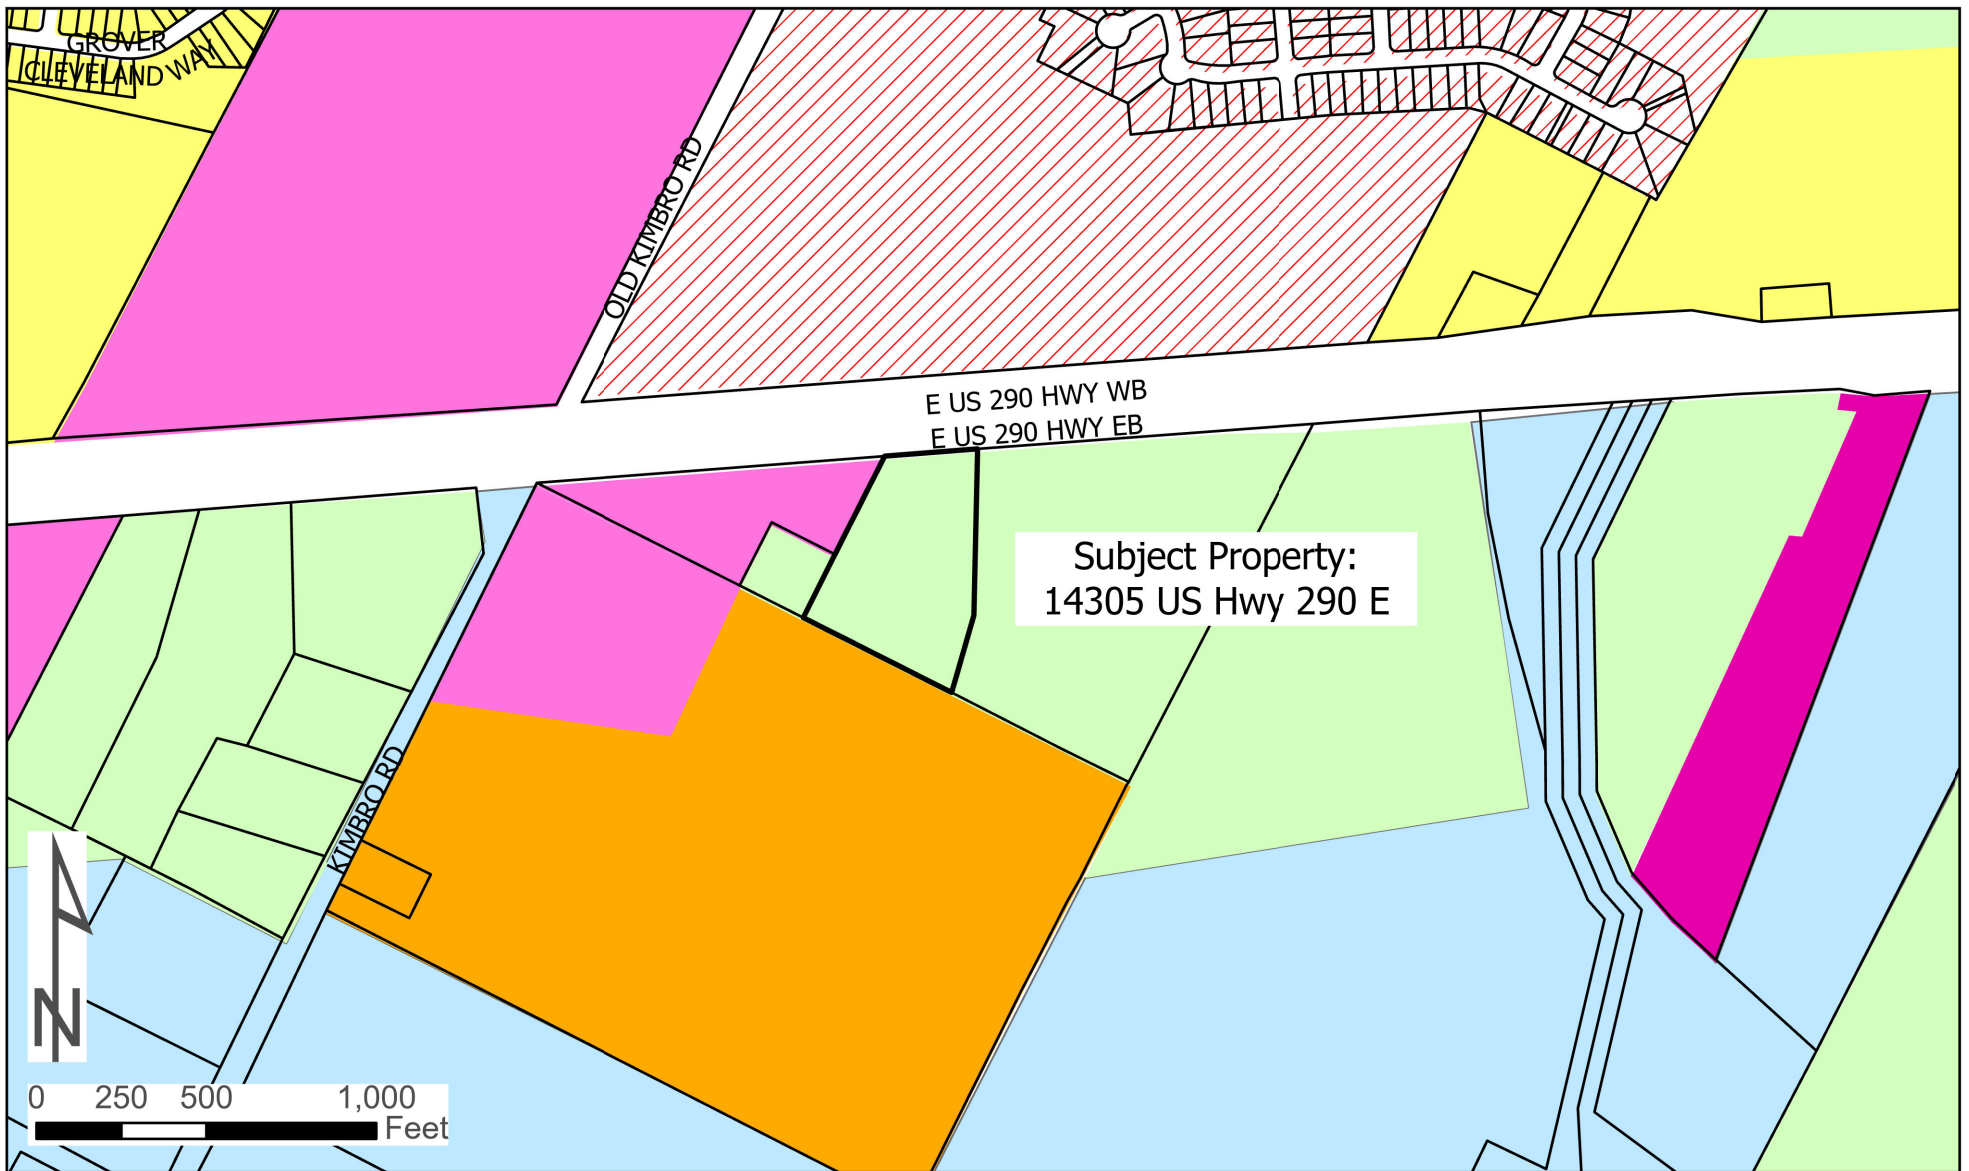 GROVER
CLEVELAND WAY
OLD KIMBRO RD
E US 290 HWY WB
E US 290 HWY EB
Subject Property:
14305 US Hwy 290 E
KIMBRO RD
N
0 250 500 1,000
Feet